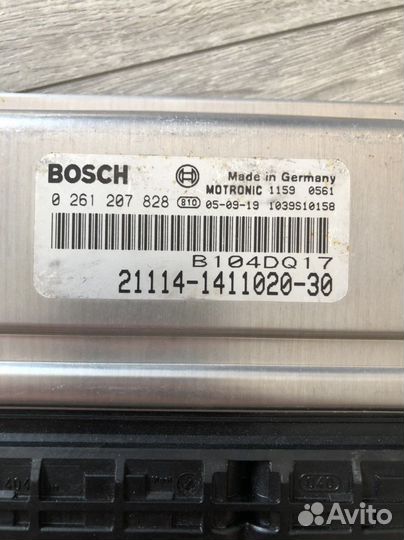 BOSCH Made in Germany
MOTRONIC 1159 0561
0 261 207 828 810 05-09-19 1039S10158
B104DQ17
21114-1411020-30
Avito